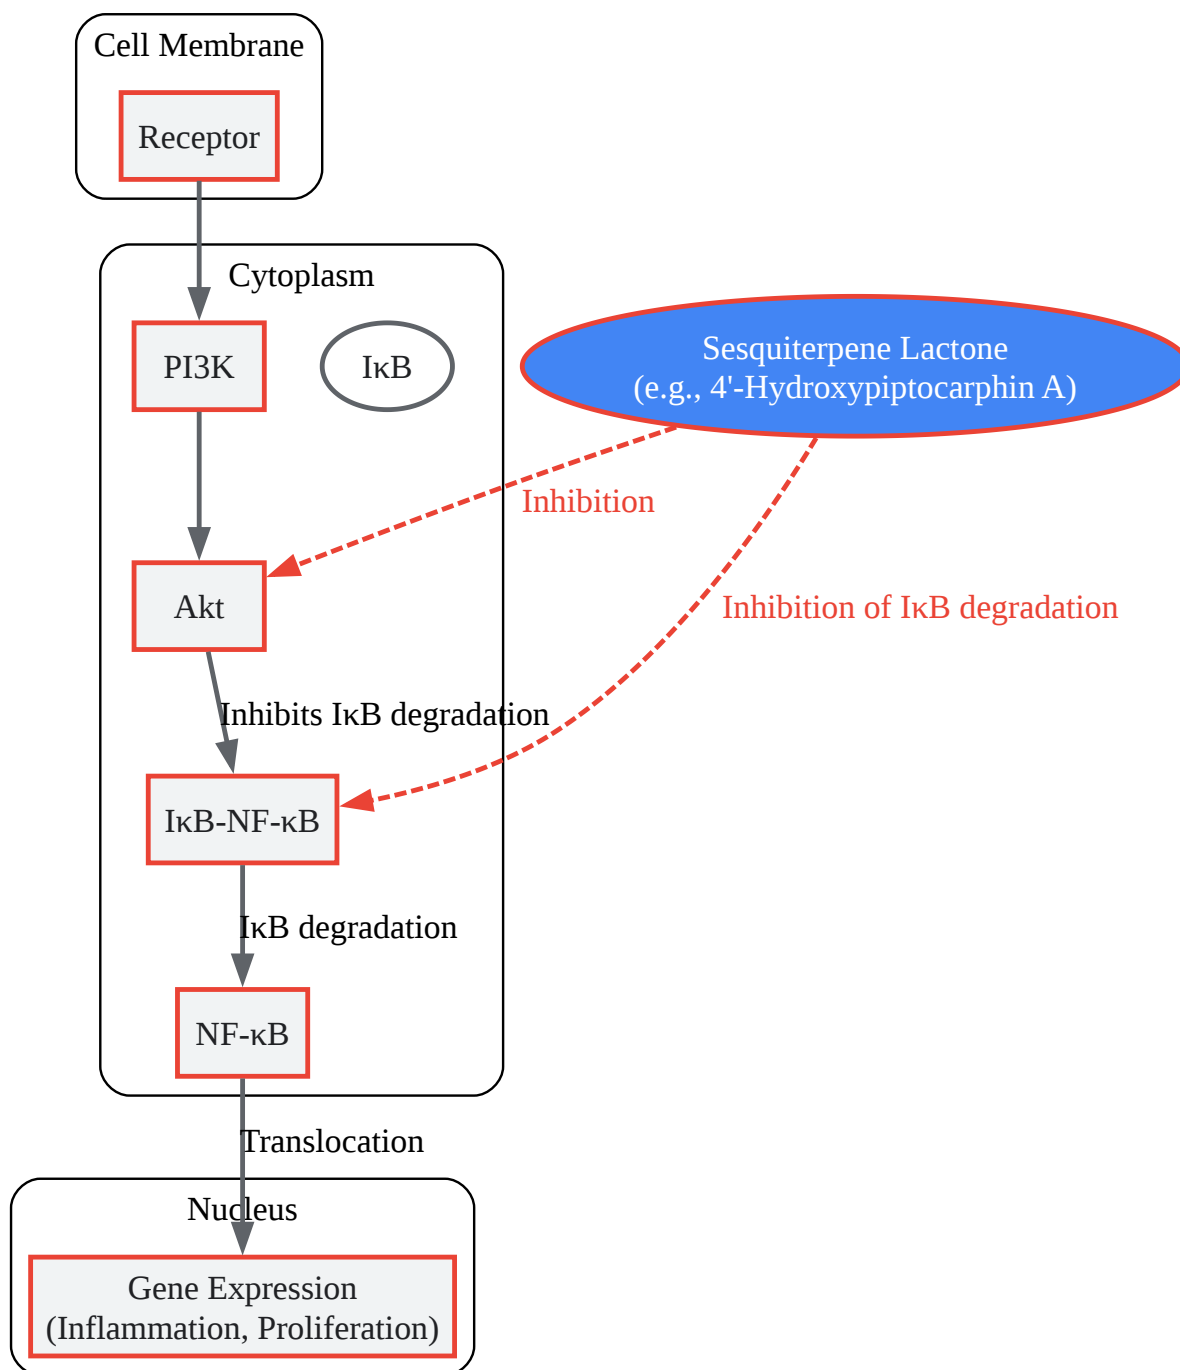 Cell Membrane
Receptor
Cytoplasm
PI3K
IκB
Sesquiterpene Lactone
(e.g., 4'-Hydroxypiptocarphin A)
Inhibition
Akt
Inhibition of IκB degradation
Inhibits IκB degradation
IκB-NF-κB
IκB degradation
NF-κB
Translocation
Nucleus
Gene Expression
(Inflammation, Proliferation)